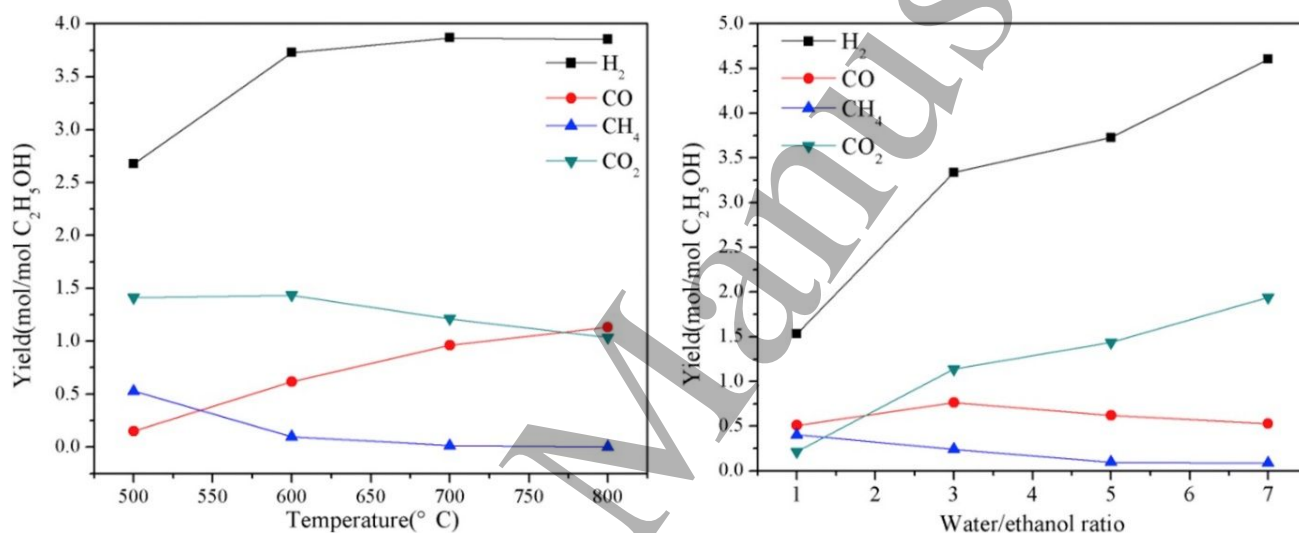 4.0
3.5
3.0
2.5
2.0
1.5
1.0
0.5
0.0
Yield(mol/mol C₂H₅OH)
H₂
CO
CH₄
CO₂
500 550 600 650 700 750 800
Temperature(° C)
5.0
4.5
4.0
3.5
3.0
2.5
2.0
1.5
1.0
0.5
0.0
Yield(mol/mol C₂H₅OH)
H₂
CO
CH₄
CO₂
1 2 3 4 5 6 7
Water/ethanol ratio
Manus